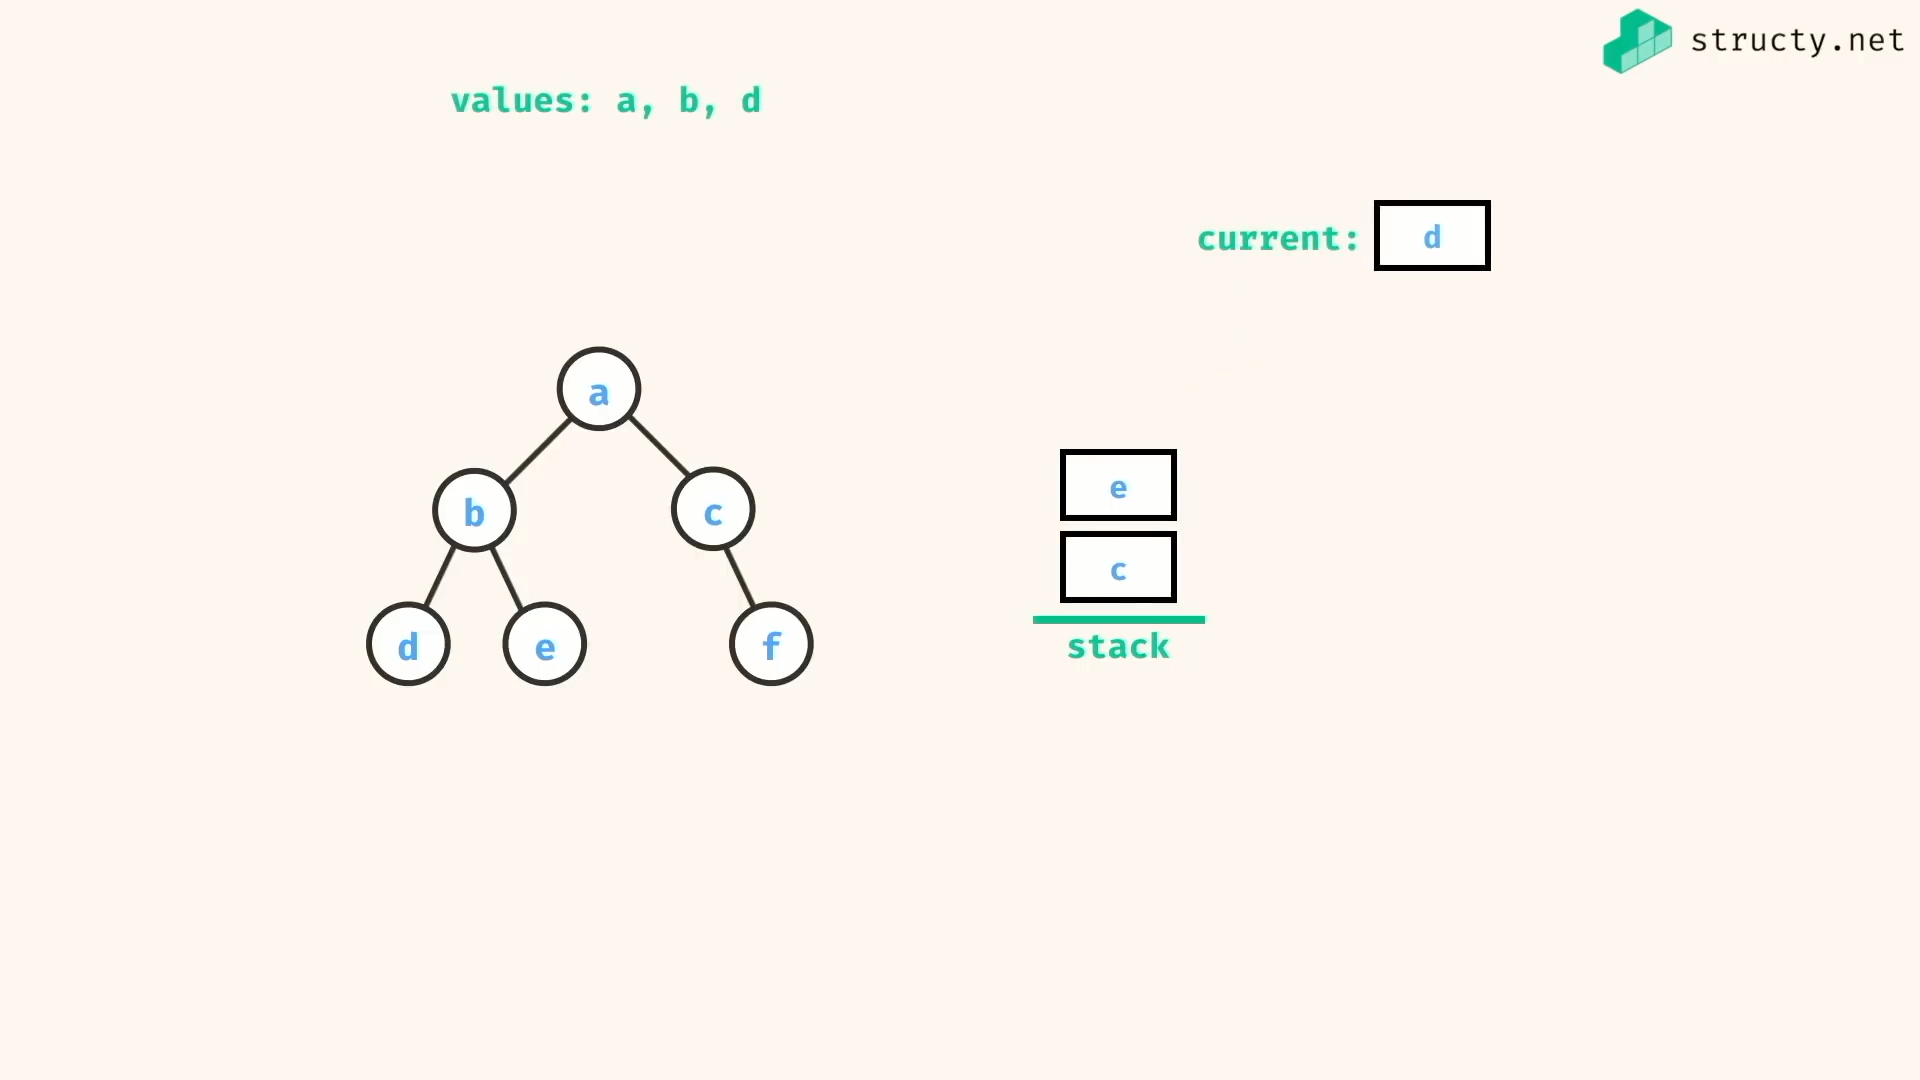 structy.net
values: a, b, d
current: d
a
b c
d e f
e
c
stack